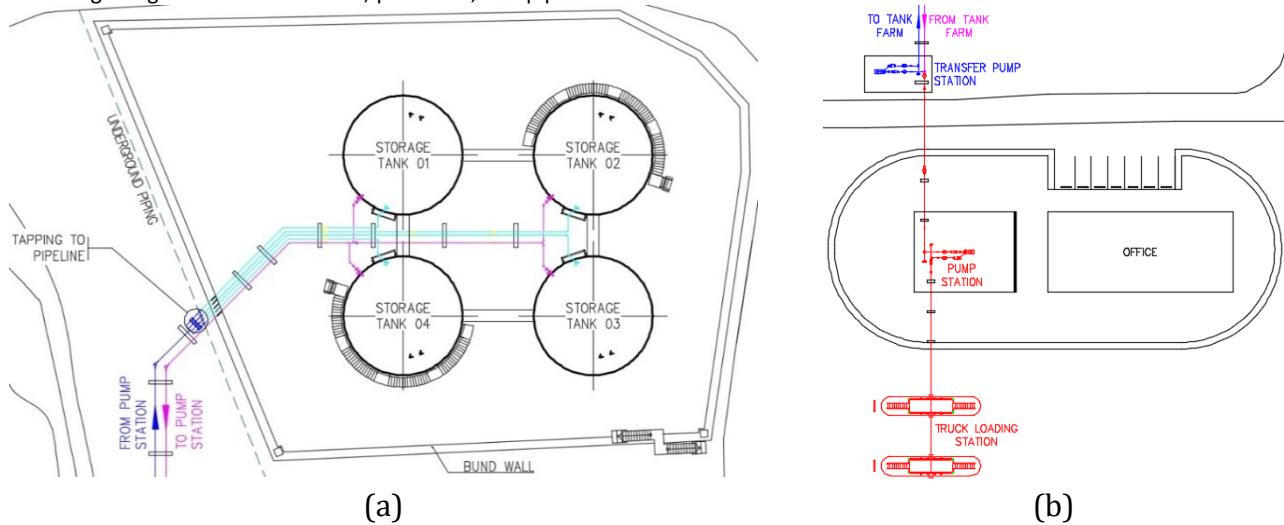 UNDERGROUND PIPING
STORAGE
TANK 01
STORAGE
TANK 02
TAPPING TO
PIPELINE
STORAGE
TANK 04
STORAGE
TANK 03
FROM PUMP
STATION
TO PUMP
STATION
BUND WALL
(a)
TO TANK
FARM
FROM TANK
FARM
TRANSFER PUMP
STATION
PUMP
STATION
OFFICE
TRUCK LOADING
STATION
(b)